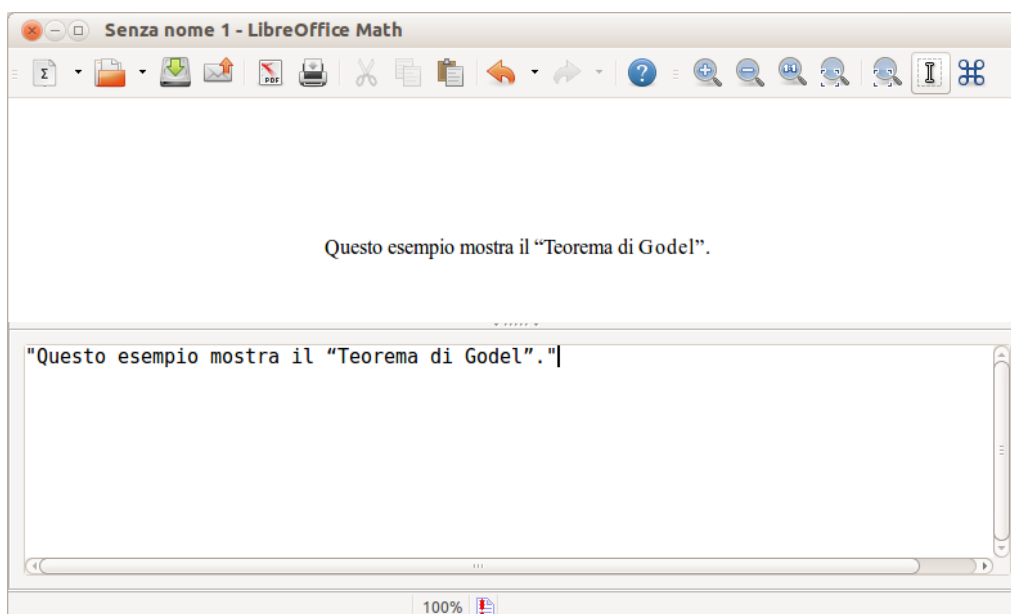 Senza nome 1 - LibreOffice Math
PDF
Questo esempio mostra il “Teorema di Godel”.
"Questo esempio mostra il “Teorema di Godel”."
100%